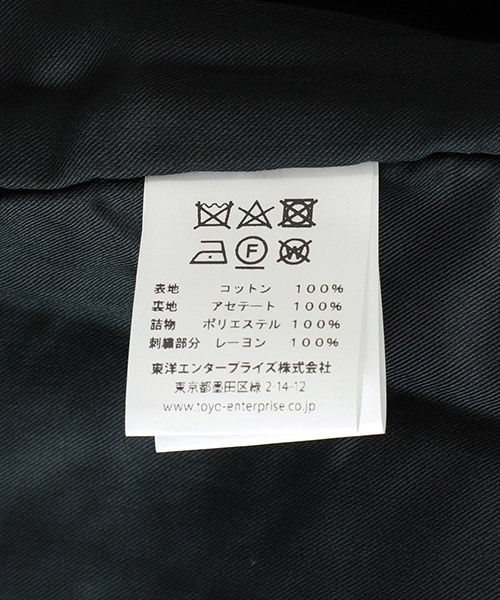 F W
表地 コットン 100%
裏地 アセテート 100%
詰物 ポリエステル 100%
刺繍部分 レーヨン 100%
東洋エンタープライズ株式会社
東京都墨田区緑 2-14-12
www.toyo-enterprise.co.jp